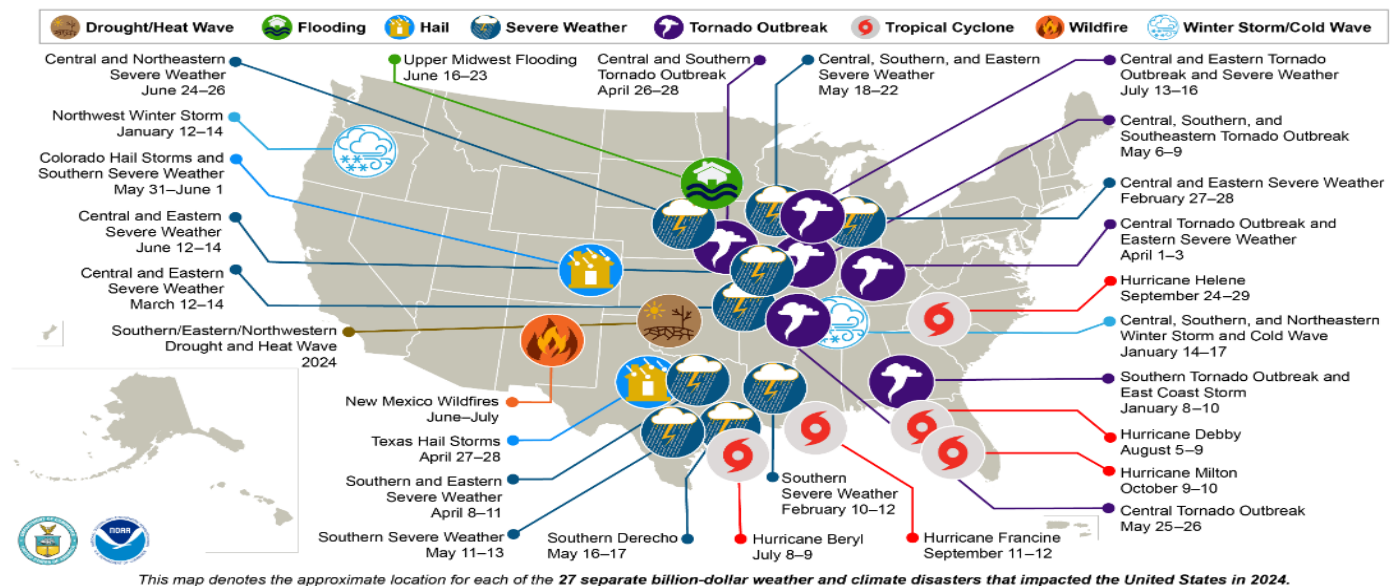 Drought/Heat Wave
Flooding
Hail
Severe Weather
Tornado Outbreak
Tropical Cyclone
Wildfire
Winter Storm/Cold Wave
Central and Northeastern
Severe Weather
June 24–26
Upper Midwest Flooding
June 16–23
Central and Southern
Tornado Outbreak
April 26–28
Central, Southern, and Eastern
Severe Weather
May 18–22
Central and Eastern Tornado
Outbreak and Severe Weather
July 13–16
Northwest Winter Storm
January 12–14
Central, Southern, and
Southeastern Tornado Outbreak
May 6–9
Colorado Hail Storms and
Southern Severe Weather
May 31–June 1
Central and Eastern Severe Weather
February 27–28
Central and Eastern
Severe Weather
June 12–14
Central Tornado Outbreak and
Eastern Severe Weather
April 1–3
Central and Eastern
Severe Weather
March 12–14
Hurricane Helene
September 24–29
Southern/Eastern/Northwestern
Drought and Heat Wave
2024
Central, Southern, and Northeastern
Winter Storm and Cold Wave
January 14–17
New Mexico Wildfires
June–July
Southern Tornado Outbreak and
East Coast Storm
January 8–10
Texas Hail Storms
April 27–28
Hurricane Debby
August 5–9
Southern and Eastern
Severe Weather
April 8–11
Southern
Severe Weather
February 10–12
Hurricane Milton
October 9–10
Central Tornado Outbreak
May 25–26
Southern Severe Weather
May 11–13
Southern Derecho
May 16–17
Hurricane Beryl
July 8–9
Hurricane Francine
September 11–12
NOAA
This map denotes the approximate location for each of the 27 separate billion-dollar weather and climate disasters that impacted the United States in 2024.